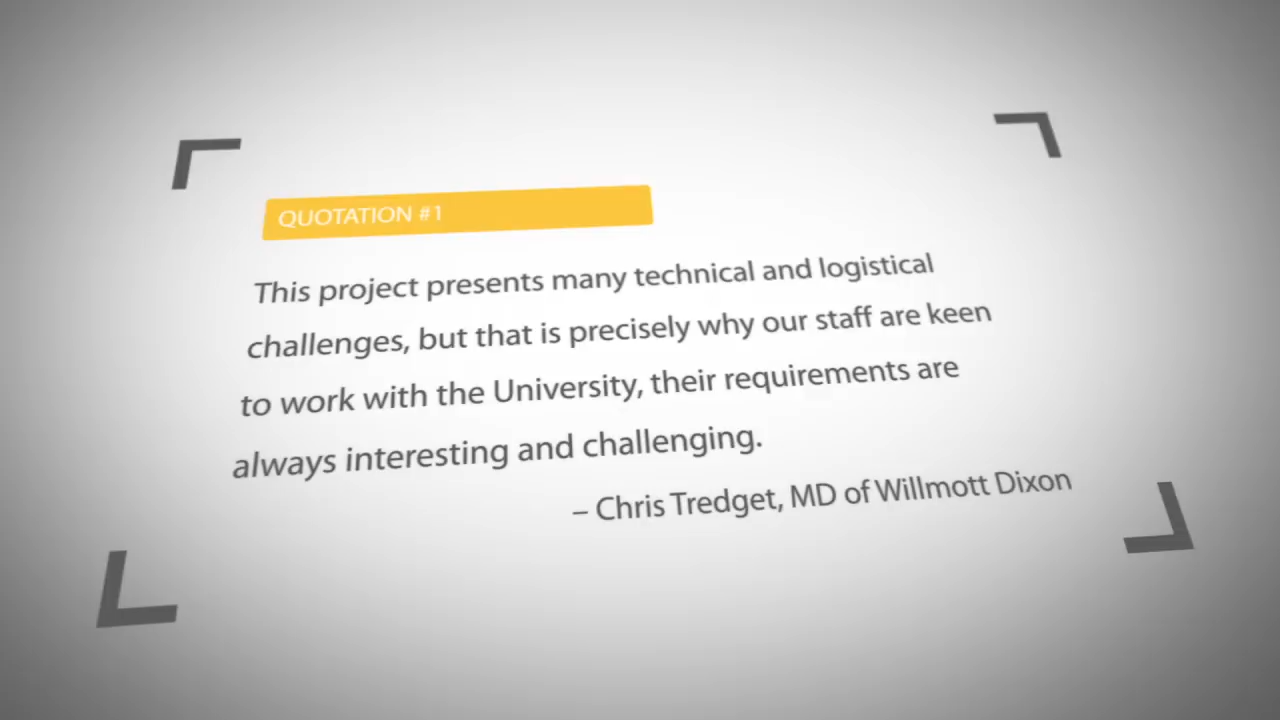 QUOTATION #1
This project presents many technical and logistical
challenges, but that is precisely why our staff are keen
to work with the University, their requirements are
always interesting and challenging.
– Chris Tredget, MD of Willmott Dixon